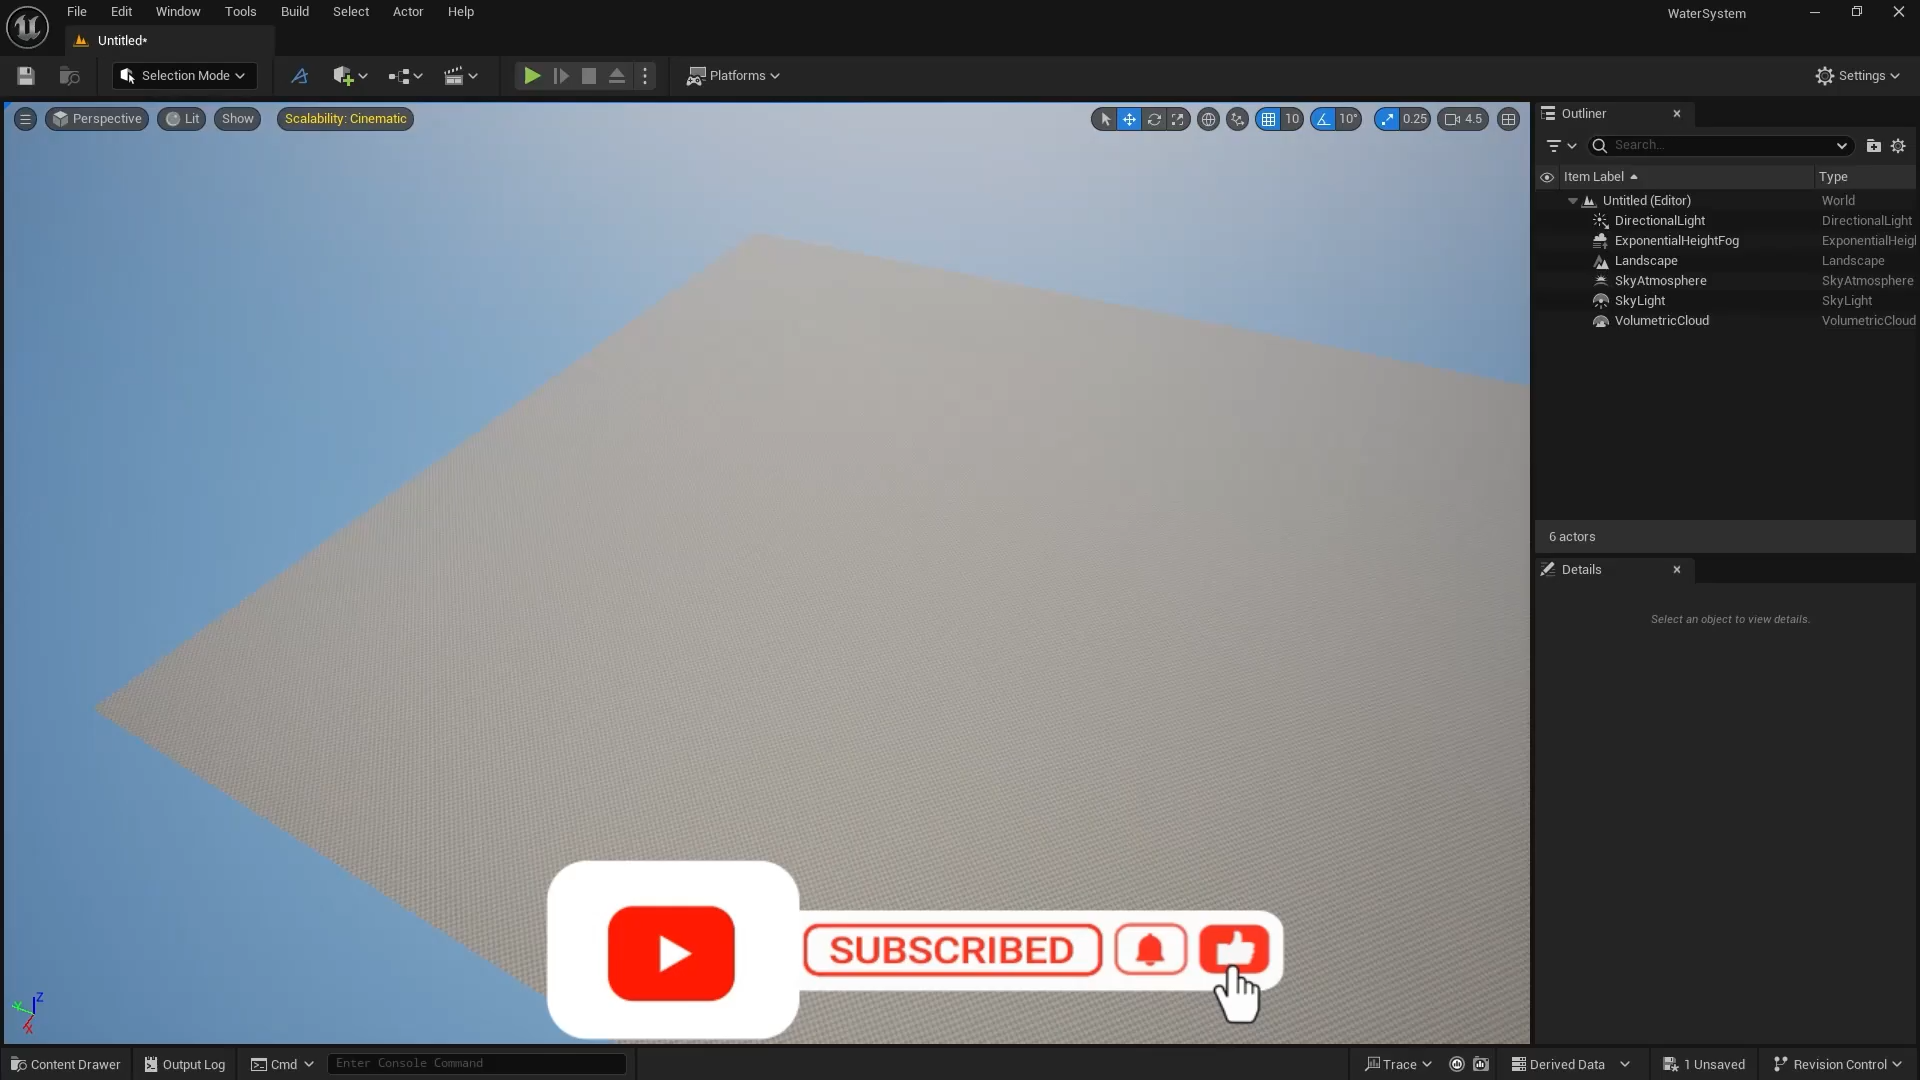 File Edit Window Tools Build Select Actor Help
WaterSystem
Untitled*
Selection Mode
Platforms
Settings
Perspective Lit Show Scalability: Cinematic
10 10° 0.25 4.5
Outliner
Search...
Item Label Type
Untitled (Editor) World
DirectionalLight DirectionalLight
ExponentialHeightFog ExponentialHeigl
Landscape Landscape
SkyAtmosphere SkyAtmosphere
SkyLight SkyLight
VolumetricCloud VolumetricCloud
6 actors
Details
Select an object to view details.
SUBSCRIBED
Z
Y
X
Content Drawer Output Log Cmd Enter Console Command
Trace Derived Data 1 Unsaved Revision Control